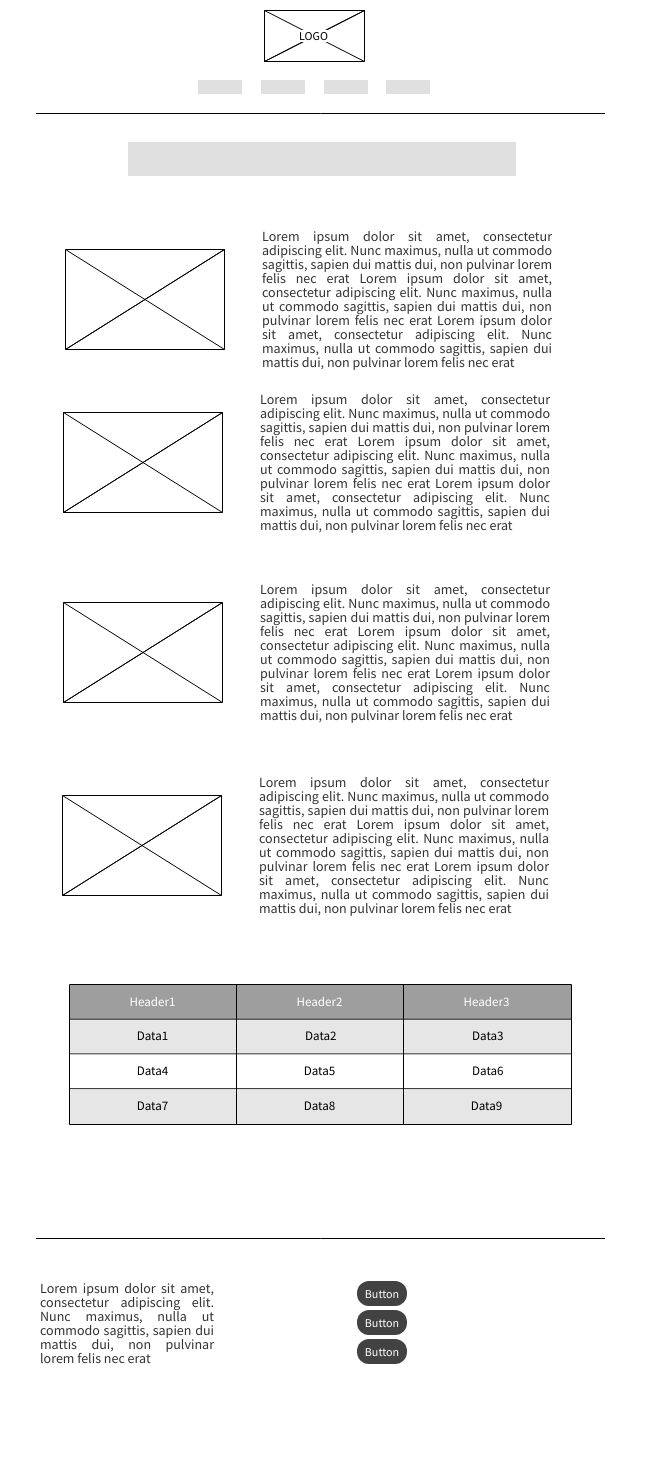 LOGO
Lorem ipsum dolor sit amet, consectetur
adipiscing elit. Nunc maximus, nulla ut commodo
sagittis, sapien dui mattis dui, non pulvinar lorem
felis nec erat Lorem ipsum dolor sit amet,
consectetur adipiscing elit. Nunc maximus, nulla
ut commodo sagittis, sapien dui mattis dui, non
pulvinar lorem felis nec erat Lorem ipsum dolor
sit amet, consectetur adipiscing elit. Nunc
maximus, nulla ut commodo sagittis, sapien dui
mattis dui, non pulvinar lorem felis nec erat
Lorem ipsum dolor sit amet, consectetur
adipiscing elit. Nunc maximus, nulla ut commodo
sagittis, sapien dui mattis dui, non pulvinar lorem
felis nec erat Lorem ipsum dolor sit amet,
consectetur adipiscing elit. Nunc maximus, nulla
ut commodo sagittis, sapien dui mattis dui, non
pulvinar lorem felis nec erat Lorem ipsum dolor
sit amet, consectetur adipiscing elit. Nunc
maximus, nulla ut commodo sagittis, sapien dui
mattis dui, non pulvinar lorem felis nec erat
Lorem ipsum dolor sit amet, consectetur
adipiscing elit. Nunc maximus, nulla ut commodo
sagittis, sapien dui mattis dui, non pulvinar lorem
felis nec erat Lorem ipsum dolor sit amet,
consectetur adipiscing elit. Nunc maximus, nulla
ut commodo sagittis, sapien dui mattis dui, non
pulvinar lorem felis nec erat Lorem ipsum dolor
sit amet, consectetur adipiscing elit. Nunc
maximus, nulla ut commodo sagittis, sapien dui
mattis dui, non pulvinar lorem felis nec erat
Lorem ipsum dolor sit amet, consectetur
adipiscing elit. Nunc maximus, nulla ut commodo
sagittis, sapien dui mattis dui, non pulvinar lorem
felis nec erat Lorem ipsum dolor sit amet,
consectetur adipiscing elit. Nunc maximus, nulla
ut commodo sagittis, sapien dui mattis dui, non
pulvinar lorem felis nec erat Lorem ipsum dolor
sit amet, consectetur adipiscing elit. Nunc
maximus, nulla ut commodo sagittis, sapien dui
mattis dui, non pulvinar lorem felis nec erat
Header1 Header2 Header3
Data1 Data2 Data3
Data4 Data5 Data6
Data7 Data8 Data9
Lorem ipsum dolor sit amet,
consectetur adipiscing elit.
Nunc maximus, nulla ut
commodo sagittis, sapien dui
mattis dui, non pulvinar
lorem felis nec erat
Button
Button
Button